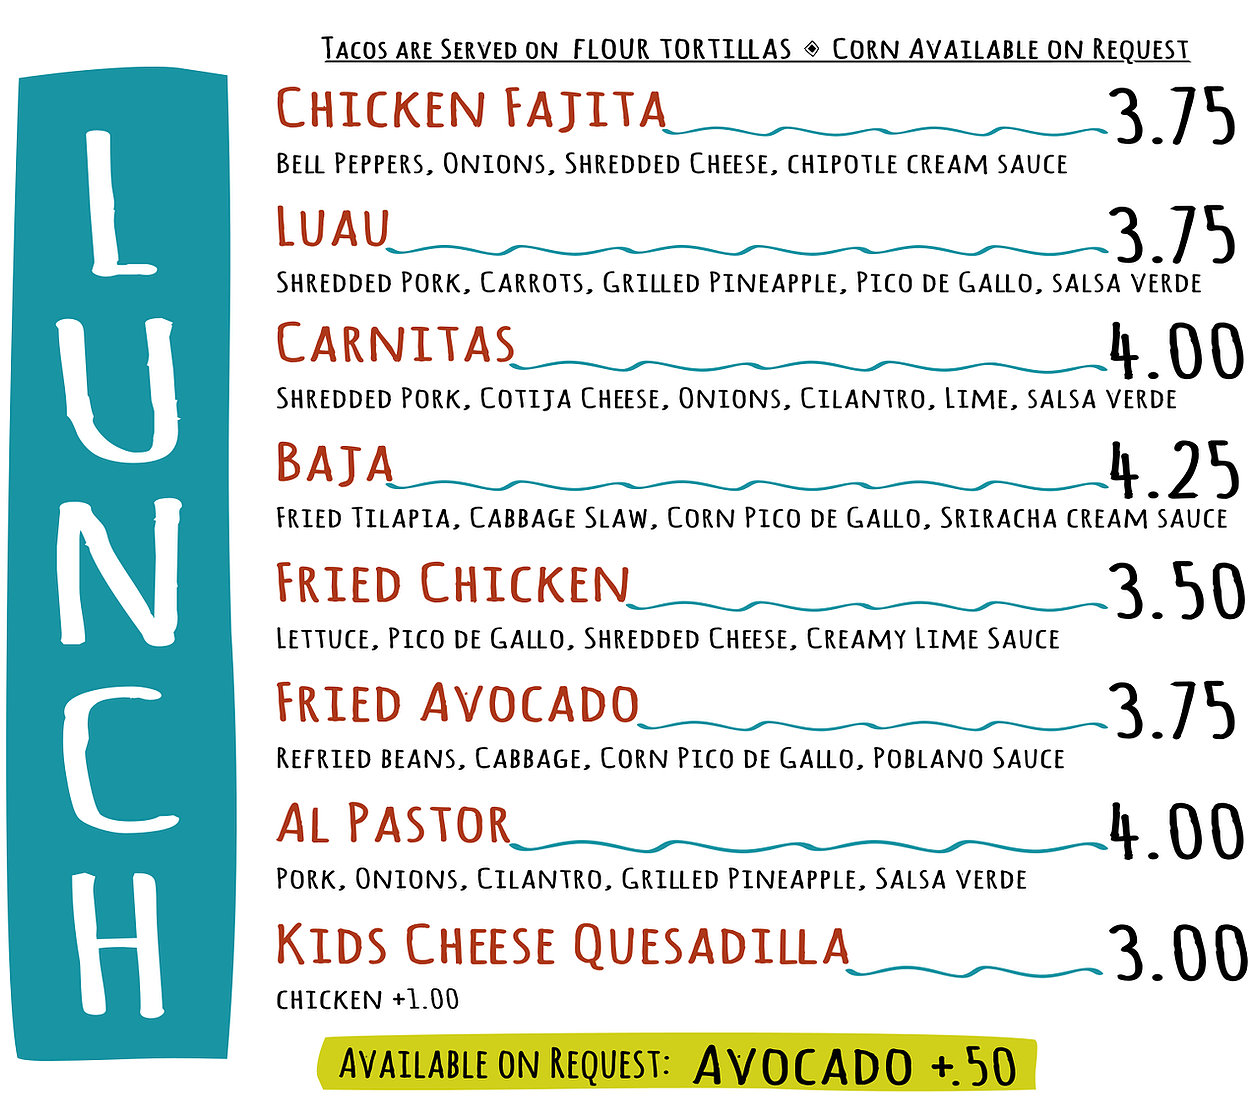 Tacos are Served on FLOUR TORTILLAS ◈ Corn Available on Request
LUNCH
Chicken Fajita 3.75
Bell Peppers, Onions, Shredded Cheese, chipotle cream sauce
Luau 3.75
Shredded Pork, Carrots, Grilled Pineapple, Pico de Gallo, salsa verde
Carnitas 4.00
Shredded Pork, Cotija Cheese, Onions, Cilantro, Lime, salsa verde
Baja 4.25
Fried Tilapia, Cabbage Slaw, Corn Pico de Gallo, Sriracha cream sauce
Fried Chicken 3.50
Lettuce, Pico de Gallo, Shredded Cheese, Creamy Lime Sauce
Fried Avocado 3.75
Refried beans, Cabbage, Corn Pico de Gallo, Poblano Sauce
Al Pastor 4.00
Pork, Onions, Cilantro, Grilled Pineapple, Salsa verde
Kids Cheese Quesadilla 3.00
chicken +1.00
Available on Request: Avocado +.50